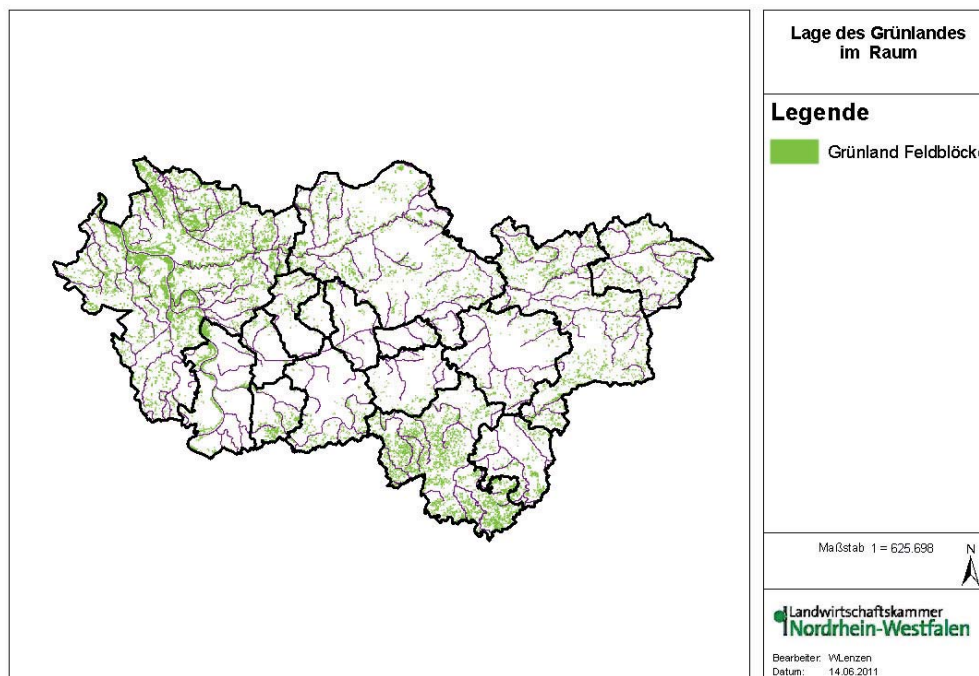 Lage des Grünlandes
im Raum
Legende
Grünland Feldblöcke
Maßstab 1 = 625.698
N
Landwirtschaftskammer
Nordrhein-Westfalen
Bearbeiter: WLenzen
Datum: 14.06.2011